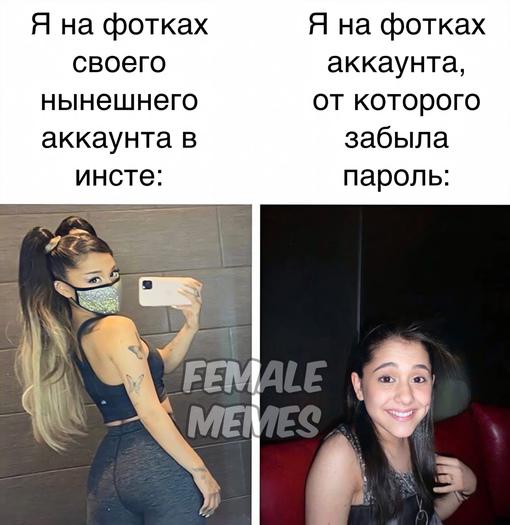 Я на фотках
своего
нынешнего
аккаунта в
инсте:
Я на фотках
аккаунта,
от которого
забыла
пароль:
FEMALE
MEMES